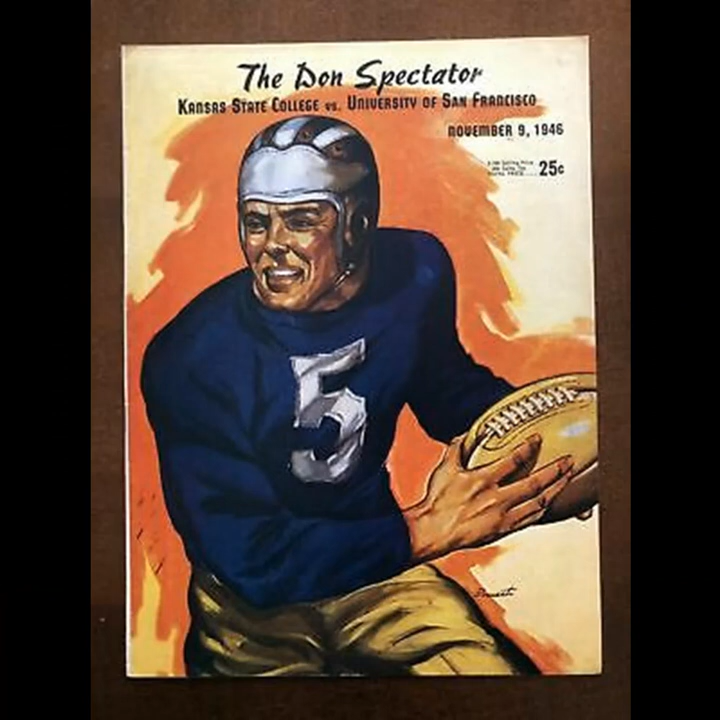 The Don Spectator
Kansas State College vs. University of San Francisco
November 9, 1946
25c
5